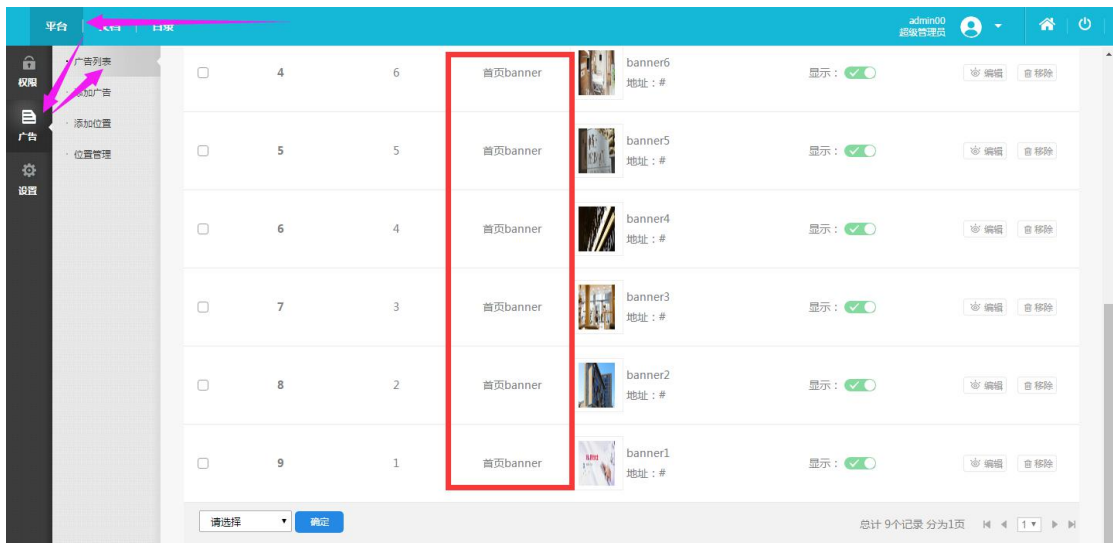 平台
目录
admin00
超级管理员
权限
广告
设置
广告列表
添加广告
添加位置
位置管理
4 6 首页banner banner6 显示： 编辑 移除
地址：#
5 5 首页banner banner5 显示： 编辑 移除
地址：#
6 4 首页banner banner4 显示： 编辑 移除
地址：#
7 3 首页banner banner3 显示： 编辑 移除
地址：#
8 2 首页banner banner2 显示： 编辑 移除
地址：#
9 1 首页banner banner1 显示： 编辑 移除
地址：#
请选择 确定
总计 9个记录 分为1页 1